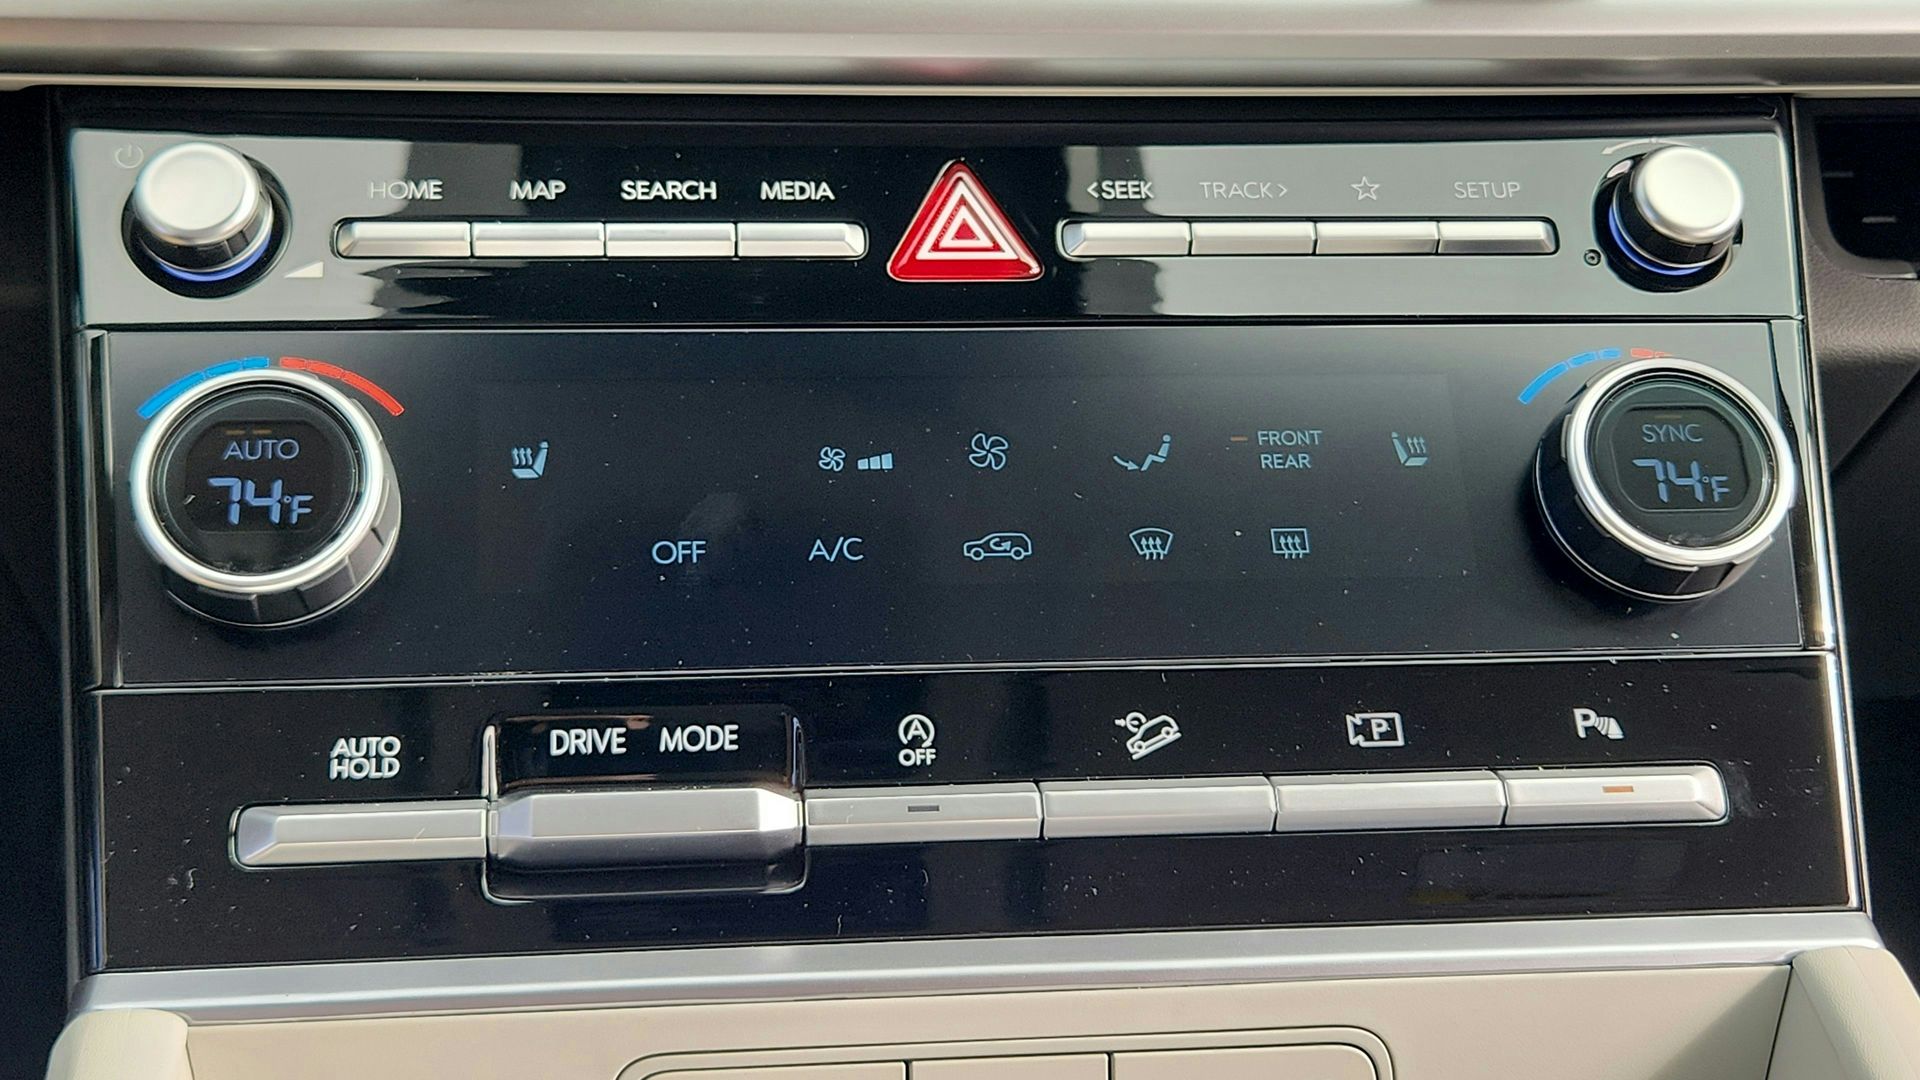 HOME MAP SEARCH MEDIA <SEEK TRACK> ☆ SETUP
AUTO
74°F
FRONT
REAR
SYNC
74°F
OFF A/C
AUTO
HOLD
DRIVE MODE
A
OFF
P
P